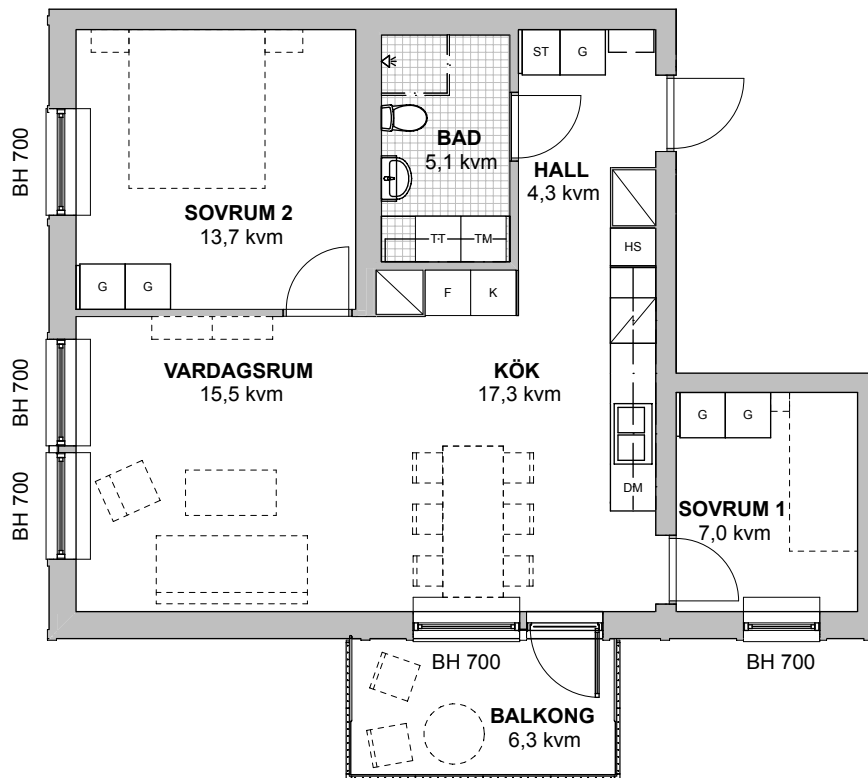 ST
G
BAD
5,1 kvm
HALL
4,3 kvm
BH 700
SOVRUM 2
13,7 kvm
TT
TM
HS
G
G
F
K
VARDAGSRUM
15,5 kvm
KÖK
17,3 kvm
BH 700
G
G
BH 700
DM
SOVRUM 1
7,0 kvm
BH 700
BH 700
BALKONG
6,3 kvm